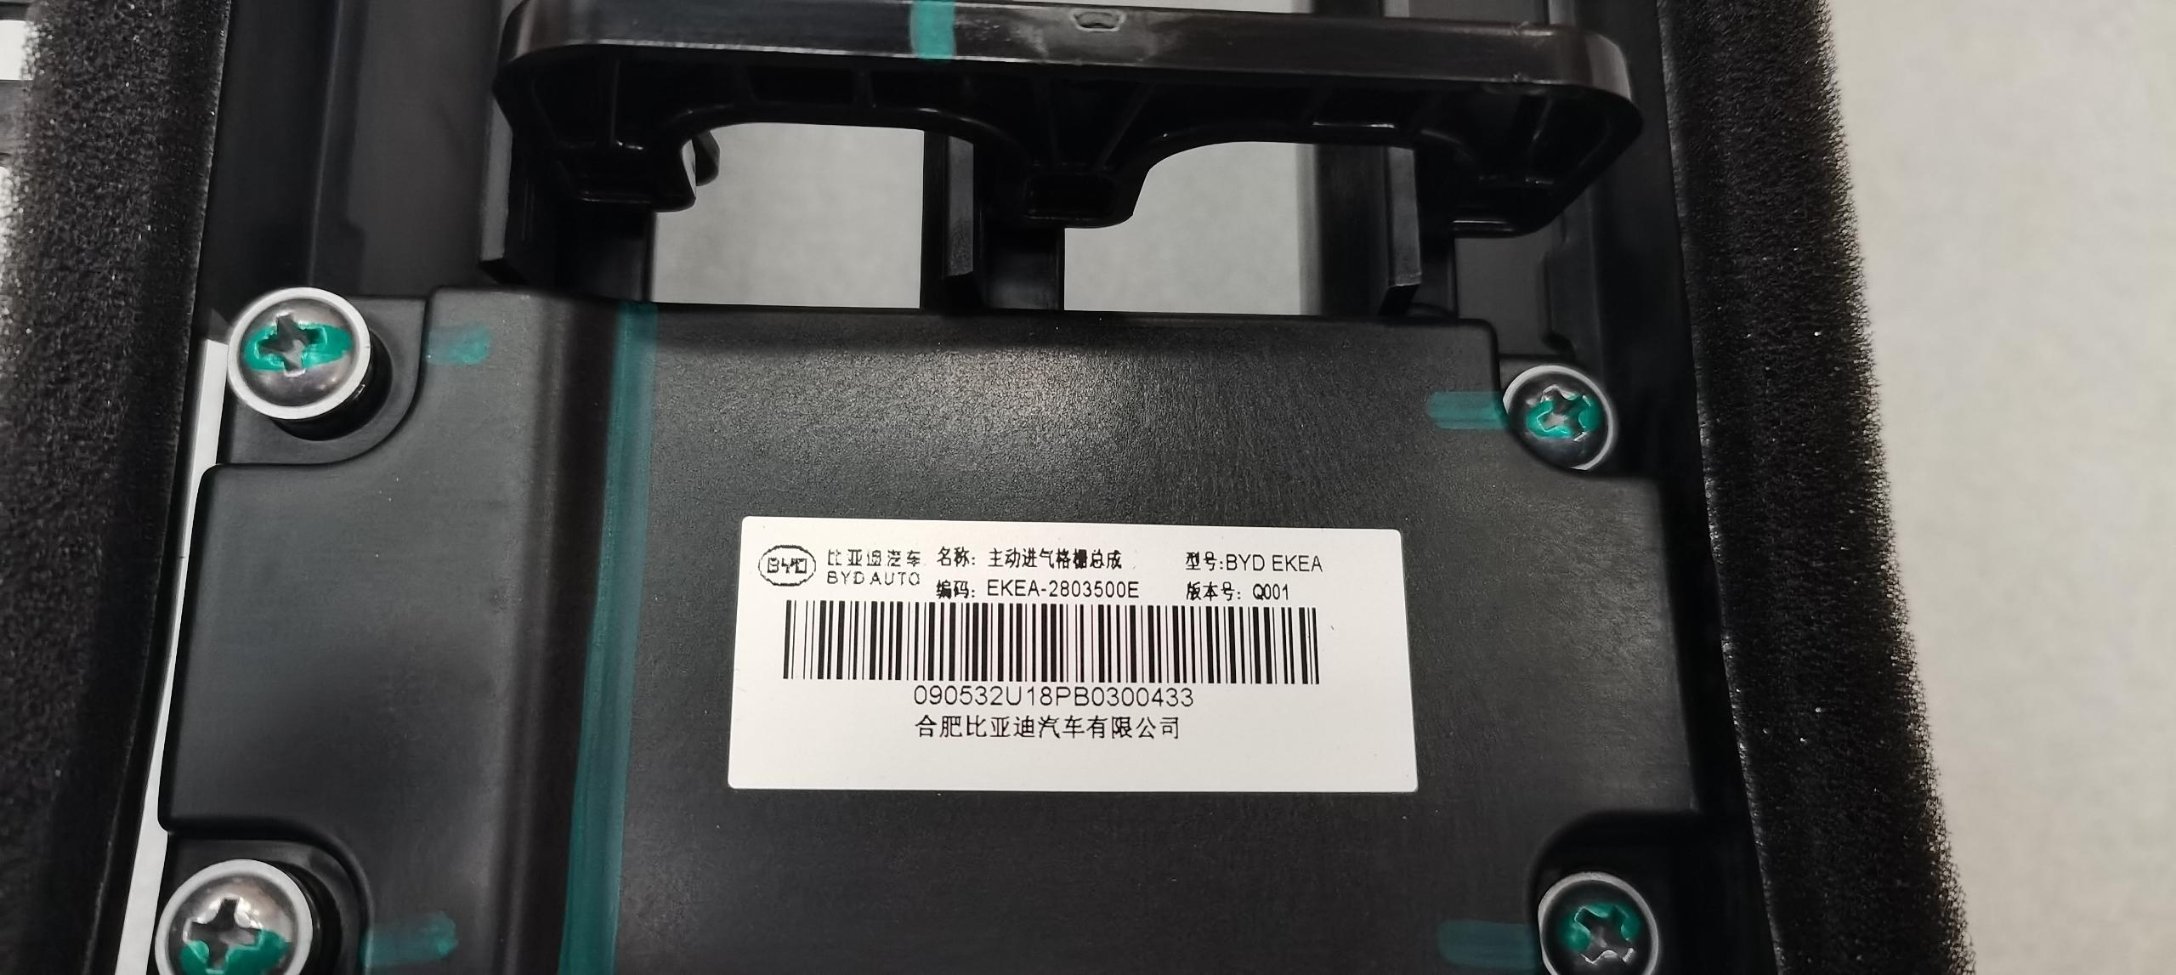 BYD 比亚迪汽车 名称：主动进气格栅总成 型号:BYD EKEA
BYD AUTO 编码：EKEA-2803500E 版本号：Q001
090532U18PB0300433
合肥比亚迪汽车有限公司